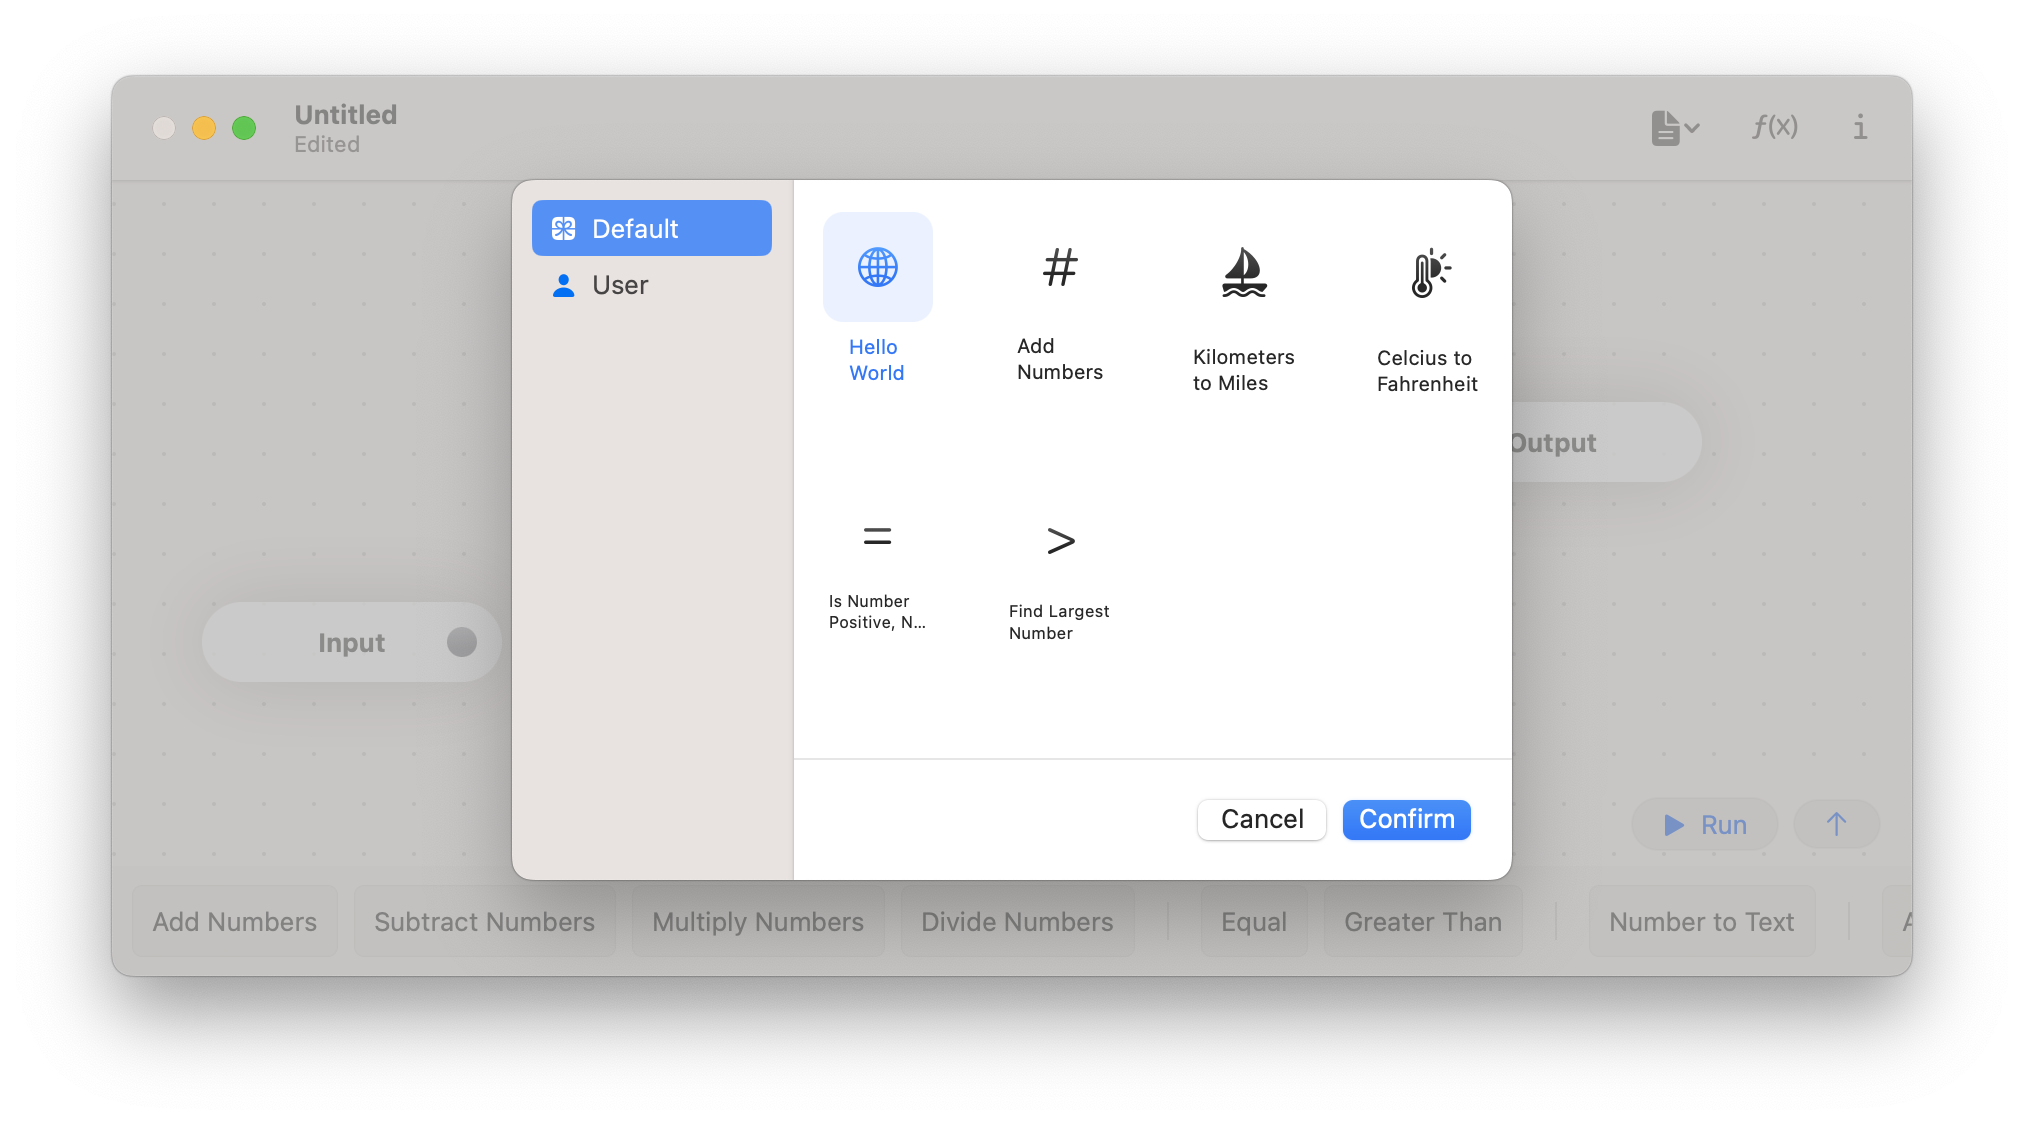 Untitled
Edited
f(x)
i
Default
User
Hello
World
#
Add
Numbers
Kilometers
to Miles
Celcius to
Fahrenheit
=
Is Number
Positive, N...
>
Find Largest
Number
Cancel
Confirm
Input
Output
Run
Add Numbers
Subtract Numbers
Multiply Numbers
Divide Numbers
Equal
Greater Than
Number to Text